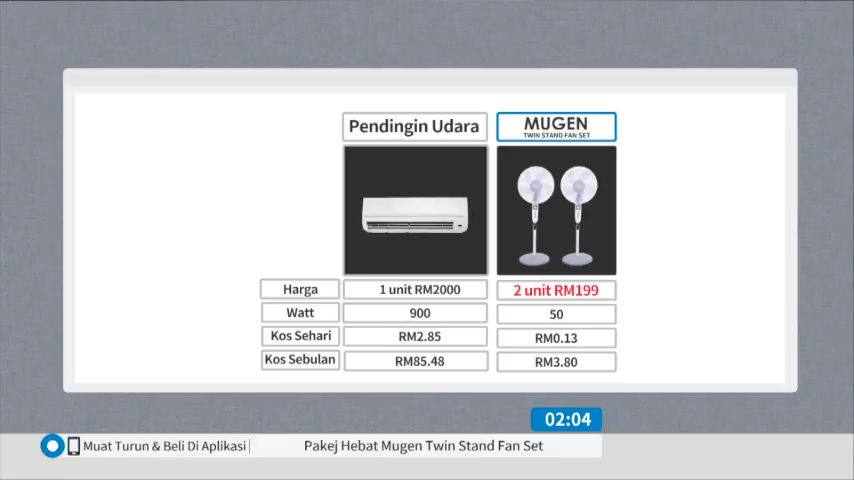 Pendingin Udara
MUGEN
TWIN STAND FAN SET
Harga 1 unit RM2000 2 unit RM199
Watt 900 50
Kos Sehari RM2.85 RM0.13
Kos Sebulan RM85.48 RM3.80
02:04
Muat Turun & Beli Di Aplikasi Pakej Hebat Mugen Twin Stand Fan Set